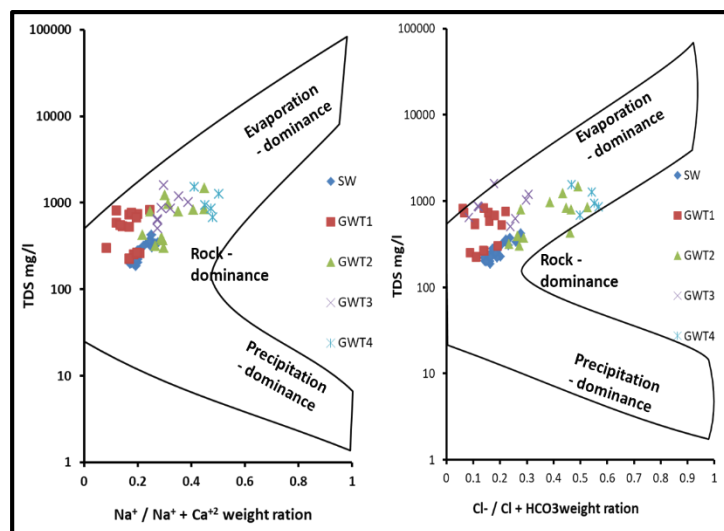 100000
10000
1000
100
10
1
TDS mg/l
0
0.2
0.4
0.6
0.8
1
Na⁺ / Na⁺ + Ca⁺² weight ration
Evaporation
- dominance
Rock -
dominance
Precipitation
- dominance
SW
GWT1
GWT2
GWT3
GWT4
100000
10000
1000
100
10
1
TDS mg/l
0
0.1
0.2
0.3
0.4
0.5
0.6
0.7
0.8
0.9
1
Cl- / Cl + HCO3weight ration
Evaporation
- dominance
Rock -
dominance
Precipitation
- dominance
SW
GWT1
GWT2
GWT3
GWT4